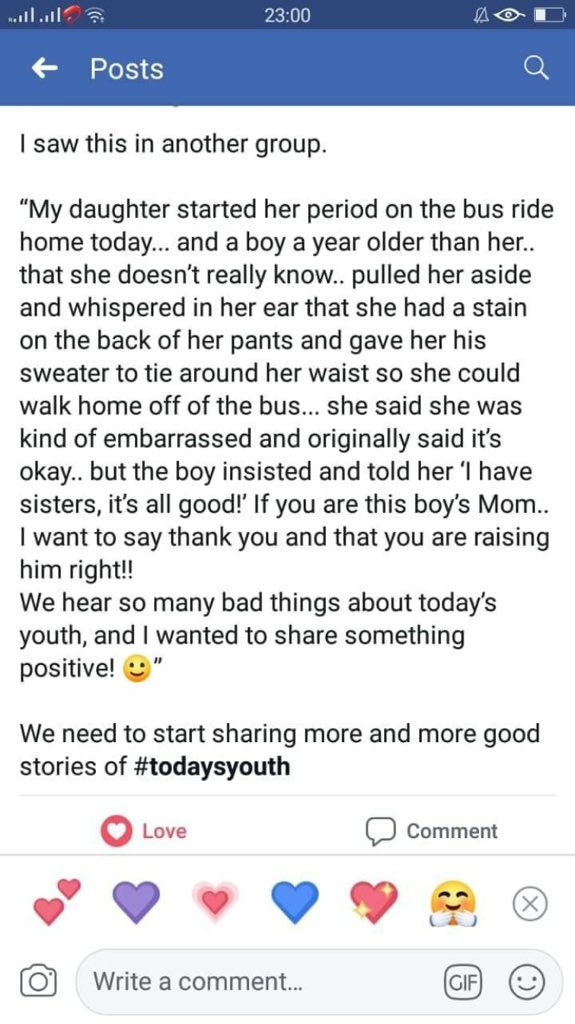 23:00
Posts
I saw this in another group.
“My daughter started her period on the bus ride
home today... and a boy a year older than her..
that she doesn’t really know.. pulled her aside
and whispered in her ear that she had a stain
on the back of her pants and gave her his
sweater to tie around her waist so she could
walk home off of the bus... she said she was
kind of embarrassed and originally said it’s
okay.. but the boy insisted and told her ‘I have
sisters, it’s all good!’ If you are this boy’s Mom..
I want to say thank you and that you are raising
him right!!
We hear so many bad things about today’s
youth, and I wanted to share something
positive! 🙂”
We need to start sharing more and more good
stories of #todaysyouth
Love
Comment
Write a comment...
GIF